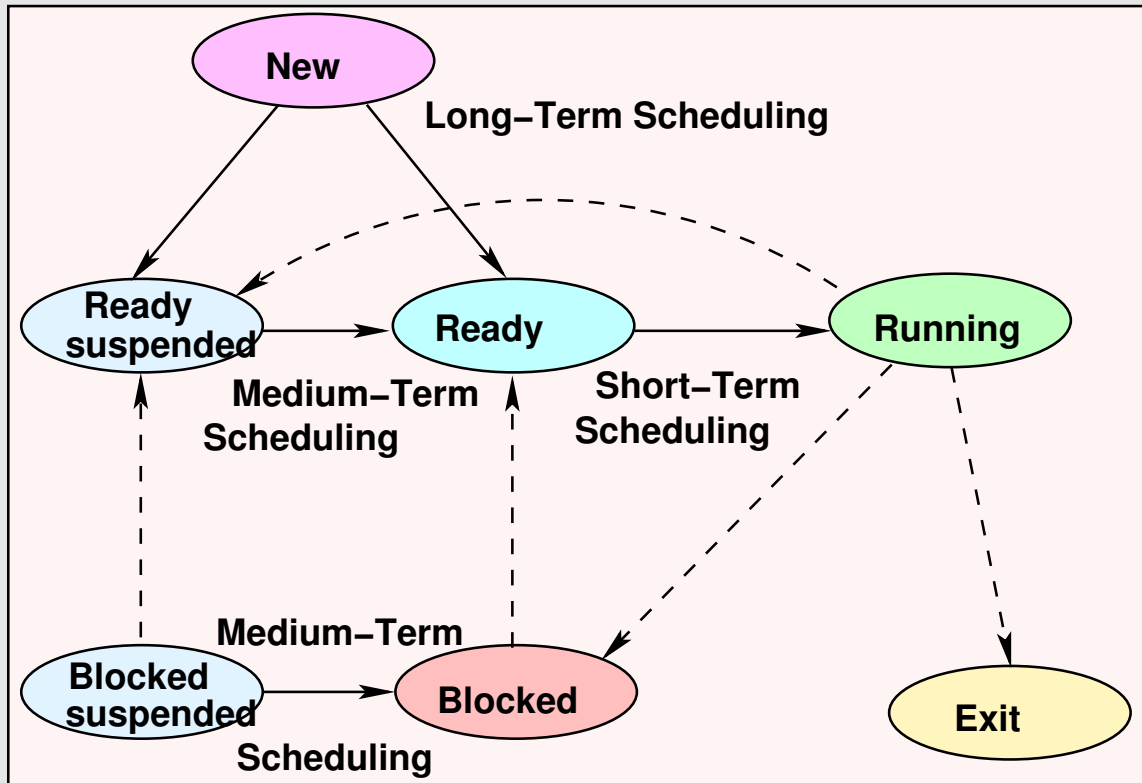 New
Long−Term Scheduling
Ready
suspended
Ready
Running
Medium−Term
Scheduling
Short−Term
Scheduling
Medium−Term
Scheduling
Blocked
suspended
Blocked
Exit